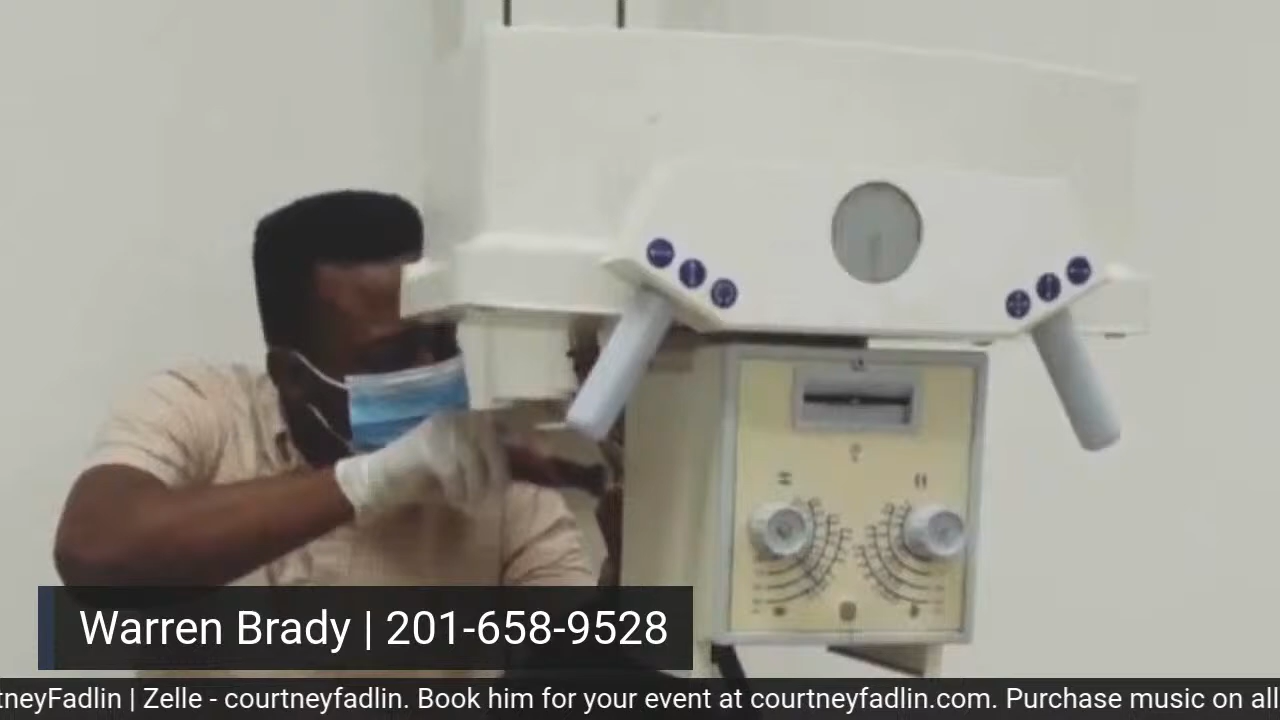 Warren Brady | 201-658-9528
tneyFadlin | Zelle - courtneyfadlin. Book him for your event at courtneyfadlin.com. Purchase music on all